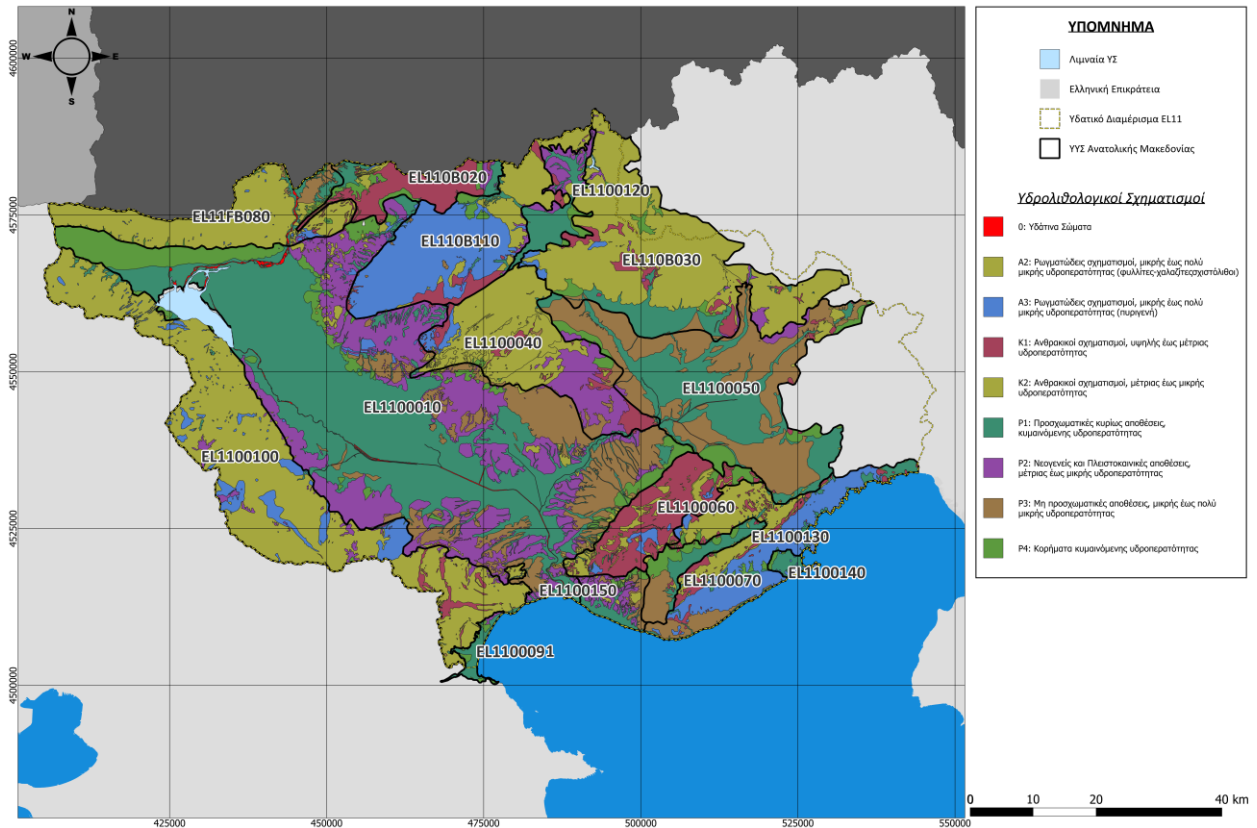 N
W
E
S
4600000
4575000
4550000
4525000
4500000
425000
450000
475000
500000
525000
550000
EL11FB080
EL110B020
EL1100120
EL110B110
EL110B030
EL1100040
EL1100050
EL1100010
EL1100100
EL1100060
EL1100130
EL1100140
EL1100070
EL1100150
EL1100091
ΥΠΟΜΝΗΜΑ
Λιμναία ΥΣ
Ελληνική Επικράτεια
Υδατικό Διαμέρισμα EL11
ΥΥΣ Ανατολικής Μακεδονίας
Υδρολιθολογικοί Σχηματισμοί
0: Υδάτινα Σώματα
Α2: Ρωγματώδεις σχηματισμοί, μικρής έως πολύ
μικρής υδροπερατότητας (φυλλίτες-χαλαζίτεσχιστόλιθοι)
Α3: Ρωγματώδεις σχηματισμοί, μικρής έως πολύ
μικρής υδροπερατότητας (πυριγενή)
Κ1: Ανθρακικοί σχηματισμοί, υψηλής έως μέτριας
υδροπερατότητας
Κ2: Ανθρακικοί σχηματισμοί, μέτριας έως μικρής
υδροπερατότητας
Ρ1: Προσχωματικές κυρίως αποθέσεις,
κυμαινόμενης υδροπερατότητας
Ρ2: Νεογενείς και Πλειστοκαινικές αποθέσεις,
μέτριας έως μικρής υδροπερατότητας
Ρ3: Μη προσχωματικές αποθέσεις, μικρής έως πολύ
μικρής υδροπερατότητας
Ρ4: Κορήματα κυμαινόμενης υδροπερατότητας
0 10 20 40 km